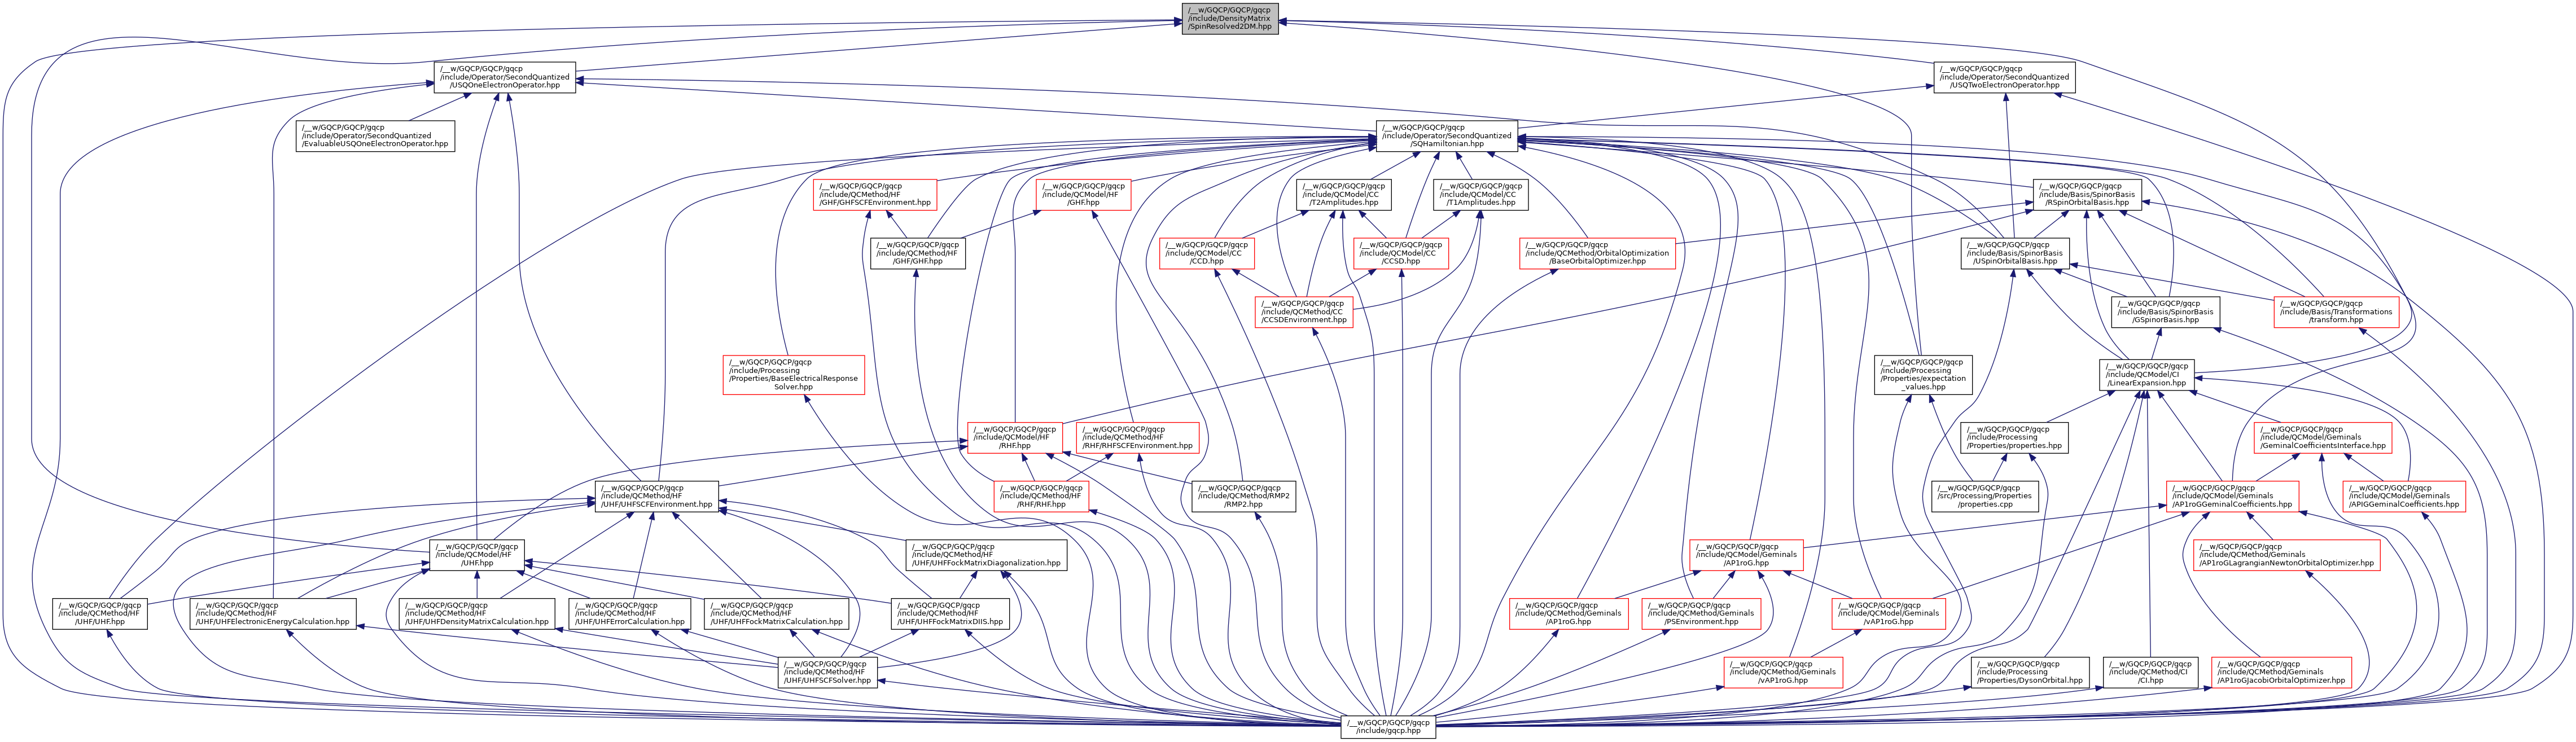 /__w/GQCP/GQCP/gqcp
/include/DensityMatrix
/SpinResolved2DM.hpp
/__w/GQCP/GQCP/gqcp
/include/Operator/SecondQuantized
/USQOneElectronOperator.hpp
/__w/GQCP/GQCP/gqcp
/include/Operator/SecondQuantized
/USQTwoElectronOperator.hpp
/__w/GQCP/GQCP/gqcp
/include/Operator/SecondQuantized
/EvaluableUSQOneElectronOperator.hpp
/__w/GQCP/GQCP/gqcp
/include/Operator/SecondQuantized
/SQHamiltonian.hpp
/__w/GQCP/GQCP/gqcp
/include/QCMethod/HF
/GHF/GHFSCFEnvironment.hpp
/__w/GQCP/GQCP/gqcp
/include/QCModel/HF
/GHF.hpp
/__w/GQCP/GQCP/gqcp
/include/QCModel/CC
/T2Amplitudes.hpp
/__w/GQCP/GQCP/gqcp
/include/QCModel/CC
/T1Amplitudes.hpp
/__w/GQCP/GQCP/gqcp
/include/Basis/SpinorBasis
/RSpinOrbitalBasis.hpp
/__w/GQCP/GQCP/gqcp
/include/QCMethod/HF
/GHF/GHF.hpp
/__w/GQCP/GQCP/gqcp
/include/QCModel/CC
/CCD.hpp
/__w/GQCP/GQCP/gqcp
/include/QCModel/CC
/CCSD.hpp
/__w/GQCP/GQCP/gqcp
/include/QCMethod/OrbitalOptimization
/BaseOrbitalOptimizer.hpp
/__w/GQCP/GQCP/gqcp
/include/Basis/SpinorBasis
/USpinOrbitalBasis.hpp
/__w/GQCP/GQCP/gqcp
/include/QCMethod/CC
/CCSDEnvironment.hpp
/__w/GQCP/GQCP/gqcp
/include/Basis/SpinorBasis
/GSpinorBasis.hpp
/__w/GQCP/GQCP/gqcp
/include/Basis/Transformations
/transform.hpp
/__w/GQCP/GQCP/gqcp
/include/Processing
/Properties/BaseElectricalResponse
Solver.hpp
/__w/GQCP/GQCP/gqcp
/include/Processing
/Properties/expectation
_values.hpp
/__w/GQCP/GQCP/gqcp
/include/QCModel/CI
/LinearExpansion.hpp
/__w/GQCP/GQCP/gqcp
/include/QCModel/HF
/RHF.hpp
/__w/GQCP/GQCP/gqcp
/include/QCMethod/HF
/RHF/RHFSCFEnvironment.hpp
/__w/GQCP/GQCP/gqcp
/include/Processing
/Properties/properties.hpp
/__w/GQCP/GQCP/gqcp
/include/QCModel/Geminals
/GeminalCoefficientsInterface.hpp
/__w/GQCP/GQCP/gqcp
/include/QCMethod/HF
/UHF/UHFSCFEnvironment.hpp
/__w/GQCP/GQCP/gqcp
/include/QCMethod/HF
/RHF/RHF.hpp
/__w/GQCP/GQCP/gqcp
/include/QCMethod/RMP2
/RMP2.hpp
/__w/GQCP/GQCP/gqcp
/src/Processing/Properties
/properties.cpp
/__w/GQCP/GQCP/gqcp
/include/QCModel/Geminals
/AP1roGGeminalCoefficients.hpp
/__w/GQCP/GQCP/gqcp
/include/QCModel/Geminals
/APIGGeminalCoefficients.hpp
/__w/GQCP/GQCP/gqcp
/include/QCModel/HF
/UHF.hpp
/__w/GQCP/GQCP/gqcp
/include/QCMethod/HF
/UHF/UHFFockMatrixDiagonalization.hpp
/__w/GQCP/GQCP/gqcp
/include/QCModel/Geminals
/AP1roG.hpp
/__w/GQCP/GQCP/gqcp
/include/QCMethod/Geminals
/AP1roGLagrangianNewtonOrbitalOptimizer.hpp
/__w/GQCP/GQCP/gqcp
/include/QCMethod/HF
/UHF/UHF.hpp
/__w/GQCP/GQCP/gqcp
/include/QCMethod/HF
/UHF/UHFElectronicEnergyCalculation.hpp
/__w/GQCP/GQCP/gqcp
/include/QCMethod/HF
/UHF/UHFDensityMatrixCalculation.hpp
/__w/GQCP/GQCP/gqcp
/include/QCMethod/HF
/UHF/UHFErrorCalculation.hpp
/__w/GQCP/GQCP/gqcp
/include/QCMethod/HF
/UHF/UHFFockMatrixCalculation.hpp
/__w/GQCP/GQCP/gqcp
/include/QCMethod/HF
/UHF/UHFFockMatrixDIIS.hpp
/__w/GQCP/GQCP/gqcp
/include/QCMethod/Geminals
/AP1roG.hpp
/__w/GQCP/GQCP/gqcp
/include/QCMethod/Geminals
/PSEnvironment.hpp
/__w/GQCP/GQCP/gqcp
/include/QCModel/Geminals
/vAP1roG.hpp
/__w/GQCP/GQCP/gqcp
/include/QCMethod/HF
/UHF/UHFSCFSolver.hpp
/__w/GQCP/GQCP/gqcp
/include/QCMethod/Geminals
/vAP1roG.hpp
/__w/GQCP/GQCP/gqcp
/include/Processing
/Properties/DysonOrbital.hpp
/__w/GQCP/GQCP/gqcp
/include/QCMethod/CI
/CI.hpp
/__w/GQCP/GQCP/gqcp
/include/QCMethod/Geminals
/AP1roGJacobiOrbitalOptimizer.hpp
/__w/GQCP/GQCP/gqcp
/include/gqcp.hpp